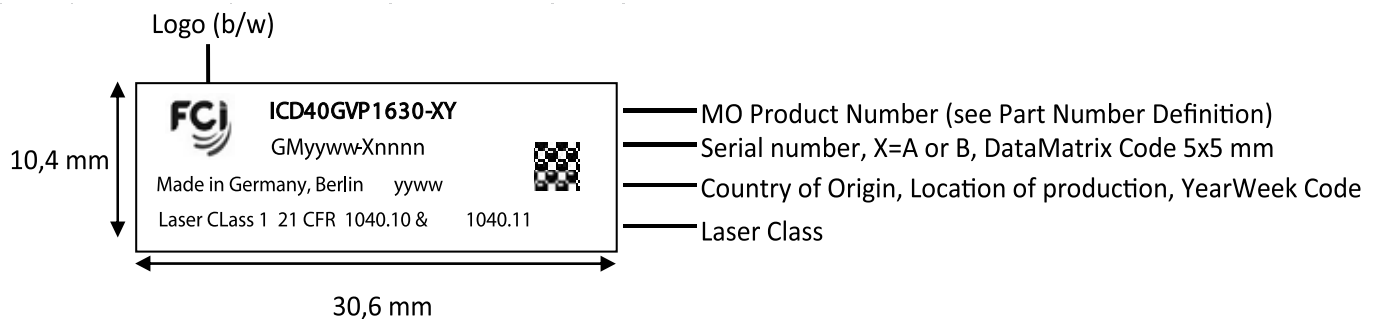 Logo (b/w)
FCI
ICD40GVP1630-XY
MO Product Number (see Part Number Definition)
GMyyww-Xnnnn
Serial number, X=A or B, DataMatrix Code 5x5 mm
10,4 mm
Made in Germany, Berlin yyww
Country of Origin, Location of production, YearWeek Code
Laser CLass 1 21 CFR 1040.10 & 1040.11
Laser Class
30,6 mm